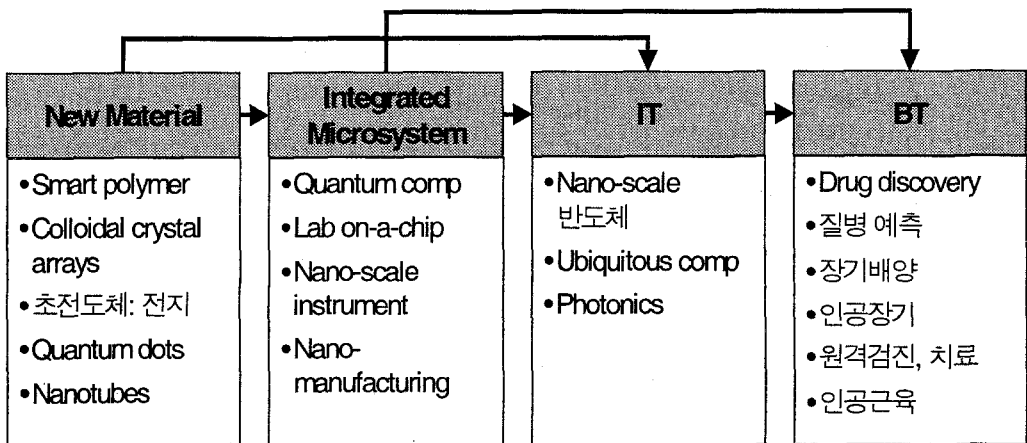 New Material
• Smart polymer
• Colloidal crystal
arrays
• 초전도체: 전지
• Quantum dots
• Nanotubes
Integrated
Microsystem
• Quantum comp
• Lab on-a-chip
• Nano-scale
instrument
• Nano-
manufacturing
IT
• Nano-scale
반도체
• Ubiquitous comp
• Photonics
BT
• Drug discovery
• 질병 예측
• 장기배양
• 인공장기
• 원격검진, 치료
• 인공근육